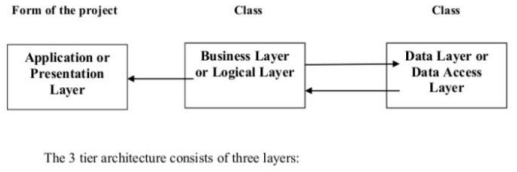 Form of the project
Class
Class
Application or
Presentation
Layer
Business Layer
or Logical Layer
Data Layer or
Data Access
Layer
The 3 tier architecture consists of three layers: